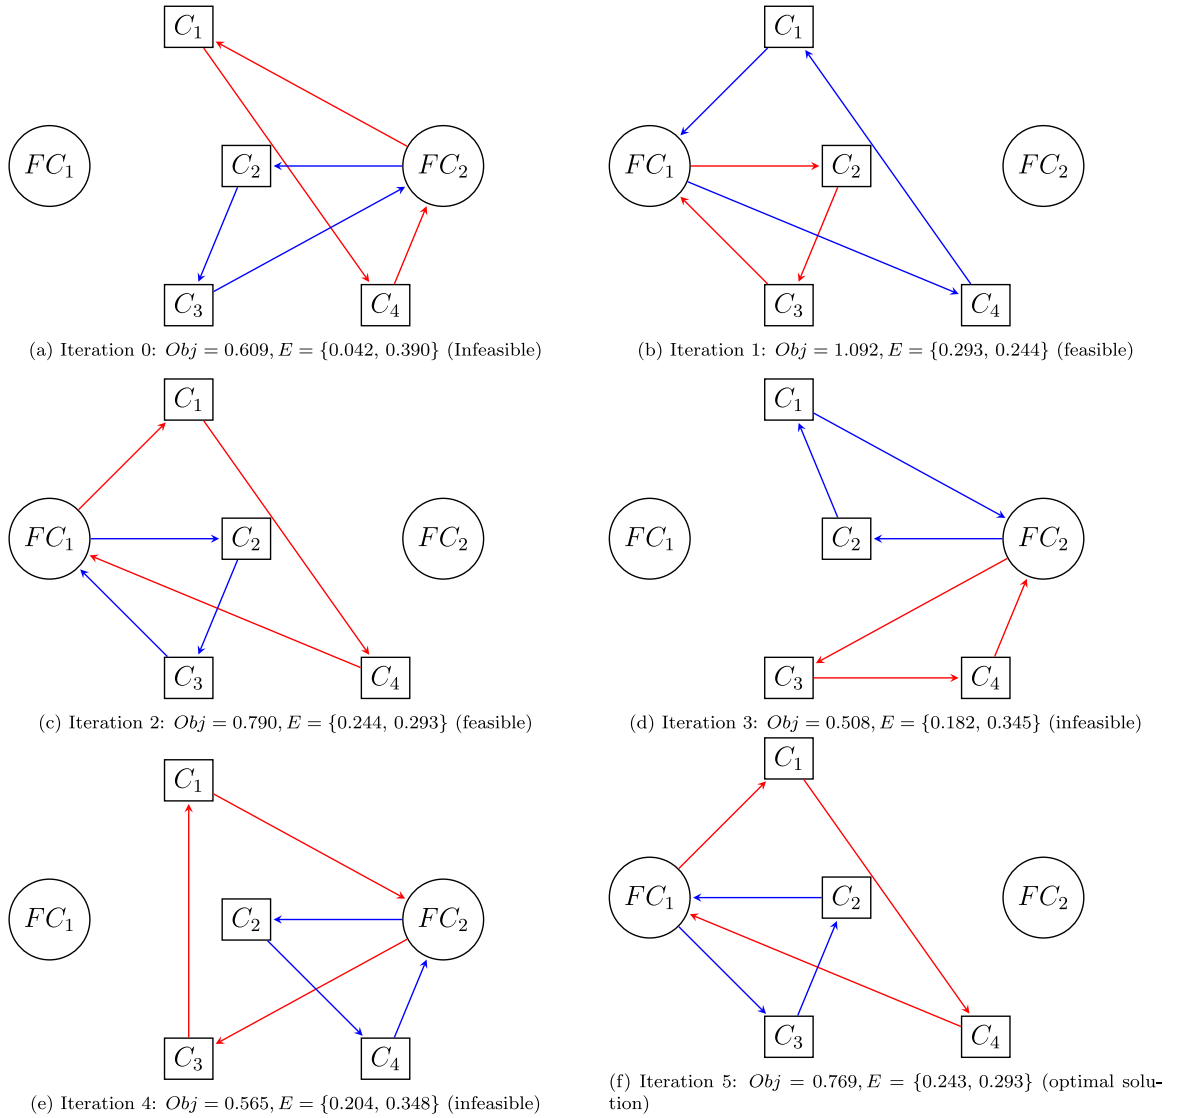 C₁
FC₁
C₂
FC₂
C₃
C₄
(a) Iteration 0: Obj = 0.609, E = {0.042, 0.390} (Infeasible)
C₁
FC₁
C₂
FC₂
C₃
C₄
(b) Iteration 1: Obj = 1.092, E = {0.293, 0.244} (feasible)
C₁
FC₁
C₂
FC₂
C₃
C₄
(c) Iteration 2: Obj = 0.790, E = {0.244, 0.293} (feasible)
C₁
FC₁
C₂
FC₂
C₃
C₄
(d) Iteration 3: Obj = 0.508, E = {0.182, 0.345} (infeasible)
C₁
FC₁
C₂
FC₂
C₃
C₄
(e) Iteration 4: Obj = 0.565, E = {0.204, 0.348} (infeasible)
C₁
FC₁
C₂
FC₂
C₃
C₄
(f) Iteration 5: Obj = 0.769, E = {0.243, 0.293} (optimal solu-
tion)